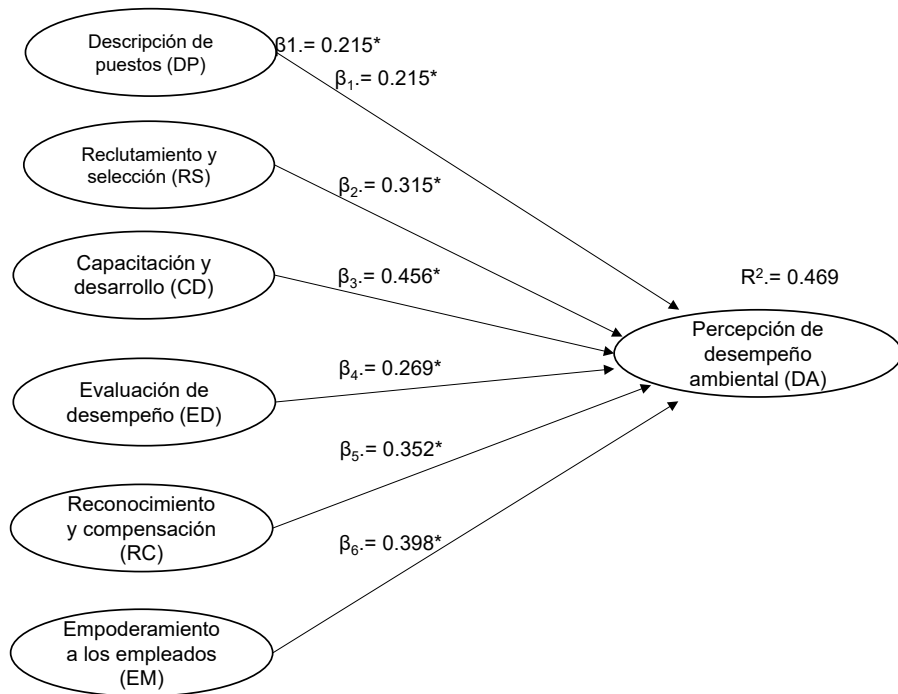 Descripción de
puestos (DP)
β1.= 0.215*
β₁.= 0.215*
Reclutamiento y
selección (RS)
β₂.= 0.315*
Capacitación y
desarrollo (CD)
β₃.= 0.456*
R².= 0.469
Percepción de
desempeño
ambiental (DA)
Evaluación de
desempeño (ED)
β₄.= 0.269*
Reconocimiento
y compensación
(RC)
β₅.= 0.352*
Empoderamiento
a los empleados
(EM)
β₆.= 0.398*